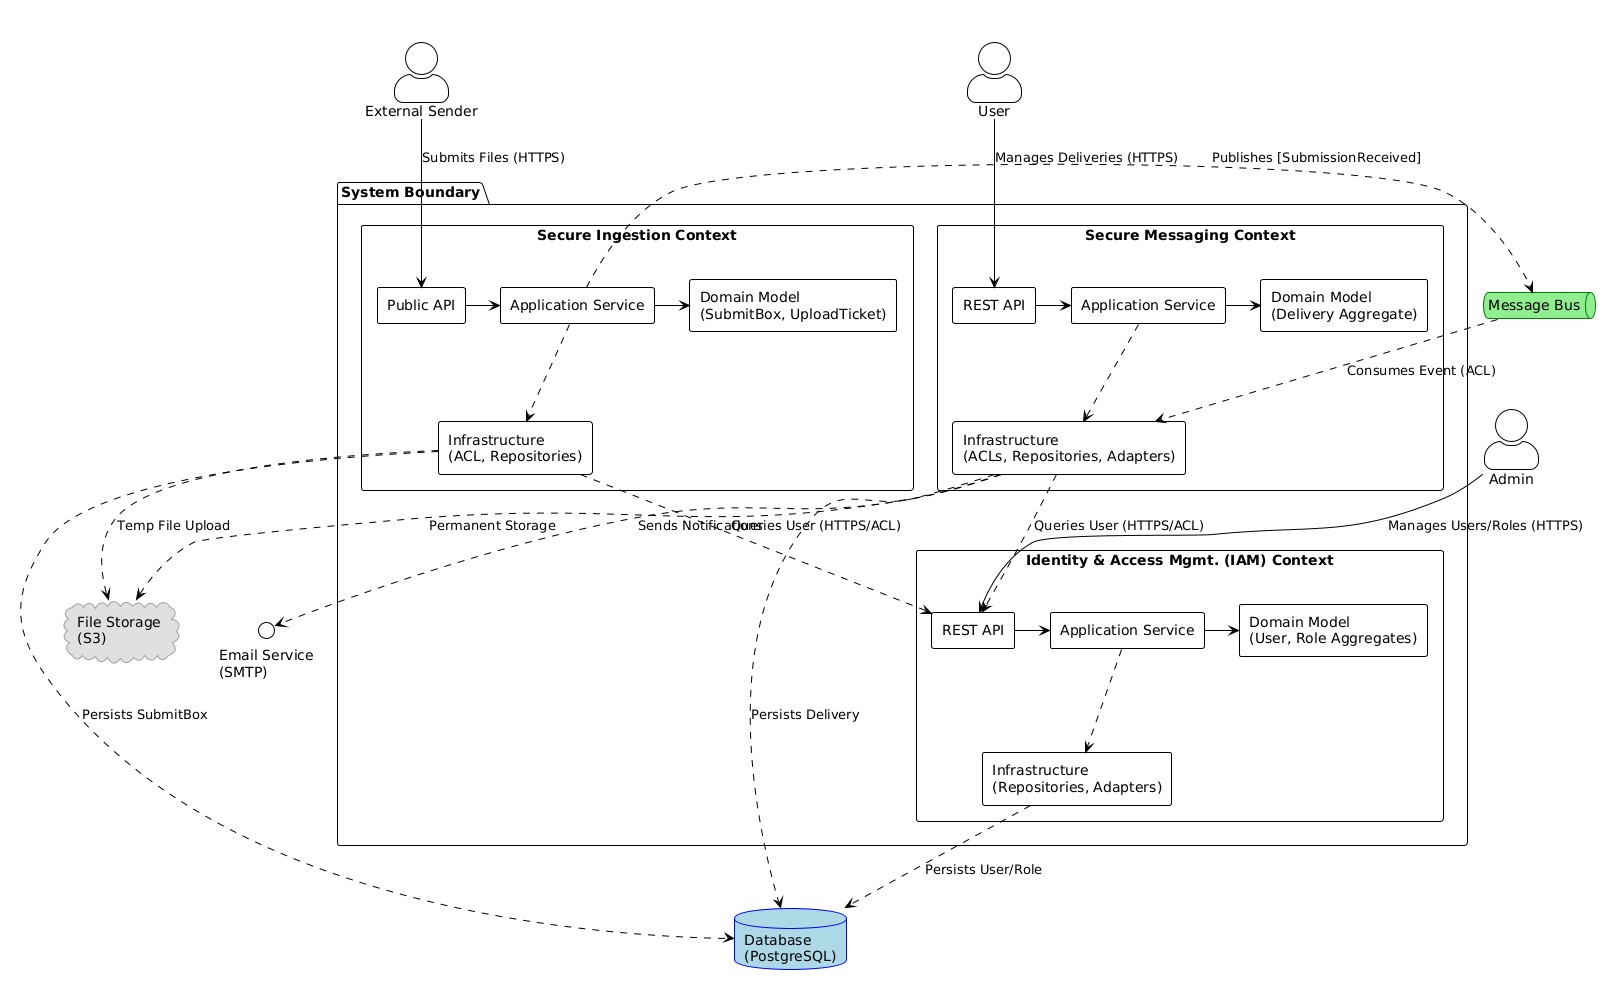 External Sender
User
Submits Files (HTTPS)
Manages Deliveries (HTTPS)
Publishes [SubmissionReceived]
System Boundary
Secure Ingestion Context
Secure Messaging Context
Public API
Application Service
Domain Model
(SubmitBox, UploadTicket)
REST API
Application Service
Domain Model
(Delivery Aggregate)
Message Bus
Consumes Event (ACL)
Infrastructure
(ACL, Repositories)
Infrastructure
(ACLs, Repositories, Adapters)
Admin
Temp File Upload
Permanent Storage
Sends Notifications
Queries User (HTTPS/ACL)
Queries User (HTTPS/ACL)
Manages Users/Roles (HTTPS)
Identity & Access Mgmt. (IAM) Context
File Storage
(S3)
Email Service
(SMTP)
REST API
Application Service
Domain Model
(User, Role Aggregates)
Persists SubmitBox
Persists Delivery
Infrastructure
(Repositories, Adapters)
Persists User/Role
Database
(PostgreSQL)